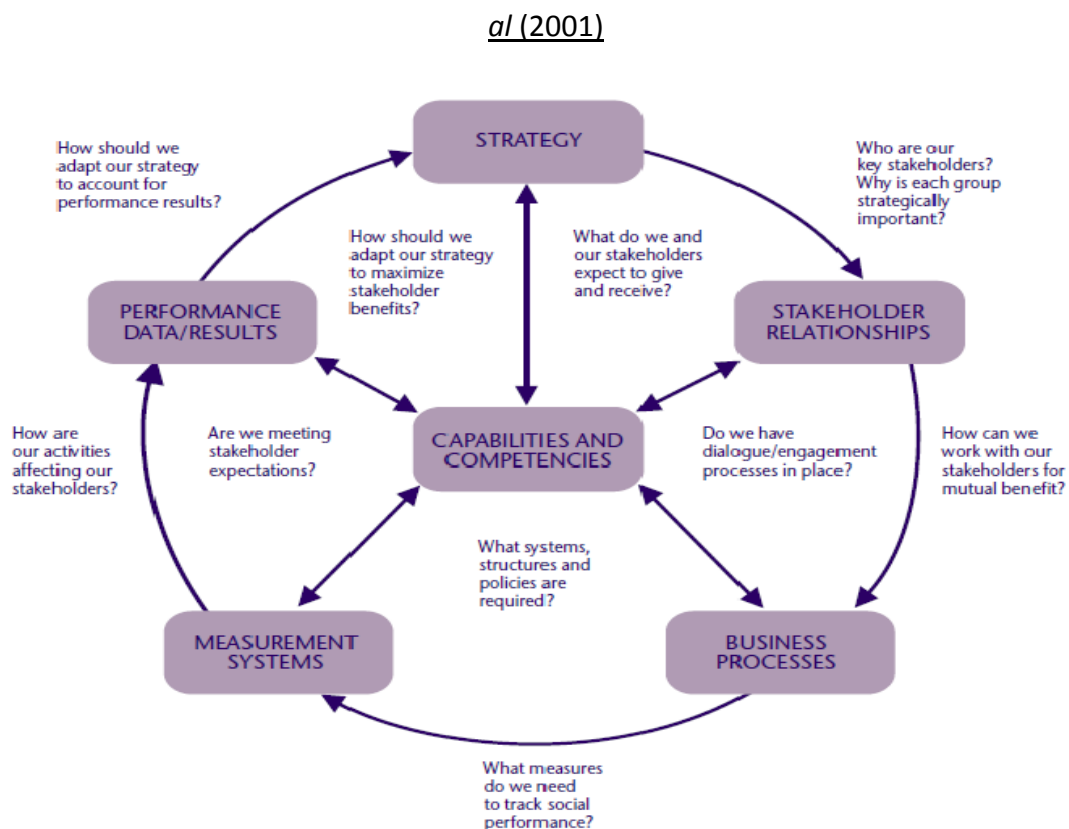 al (2001)
STRATEGY
How should we
adapt our strategy
to account for
performance results?
Who are our
key stakeholders?
Why is each group
strategically
important?
How should we
adapt our strategy
to maximize
stakeholder
benefits?
What do we and
our stakeholders
expect to give
and receive?
PERFORMANCE
DATA/RESULTS
STAKEHOLDER
RELATIONSHIPS
CAPABILITIES AND
COMPETENCIES
How are
our activities
affecting our
stakeholders?
Are we meeting
stakeholder
expectations?
Do we have
dialogue/engagement
processes in place?
How can we
work with our
stakeholders for
mutual benefit?
What systems,
structures and
policies are
required?
MEASUREMENT
SYSTEMS
BUSINESS
PROCESSES
What measures
do we need
to track social
performance?